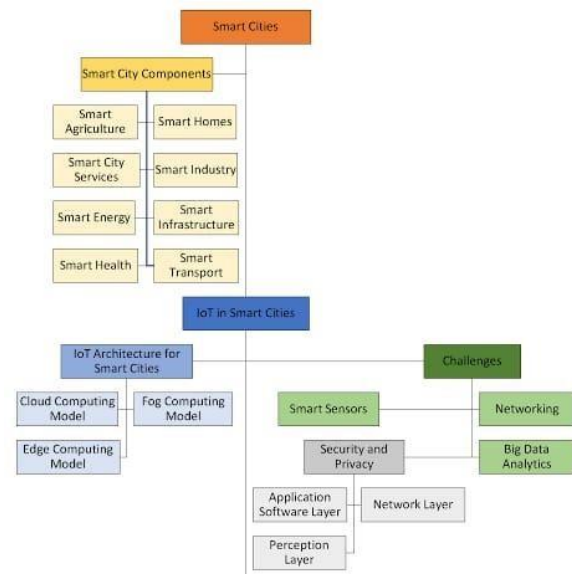 Smart Cities
Smart City Components
Smart
Agriculture
Smart Homes
Smart City
Services
Smart Industry
Smart Energy
Smart
Infrastructure
Smart Health
Smart
Transport
IoT in Smart Cities
IoT Architecture for
Smart Cities
Challenges
Cloud Computing
Model
Fog Computing
Model
Smart Sensors
Networking
Edge Computing
Model
Security and
Privacy
Big Data
Analytics
Application
Software Layer
Network Layer
Perception
Layer